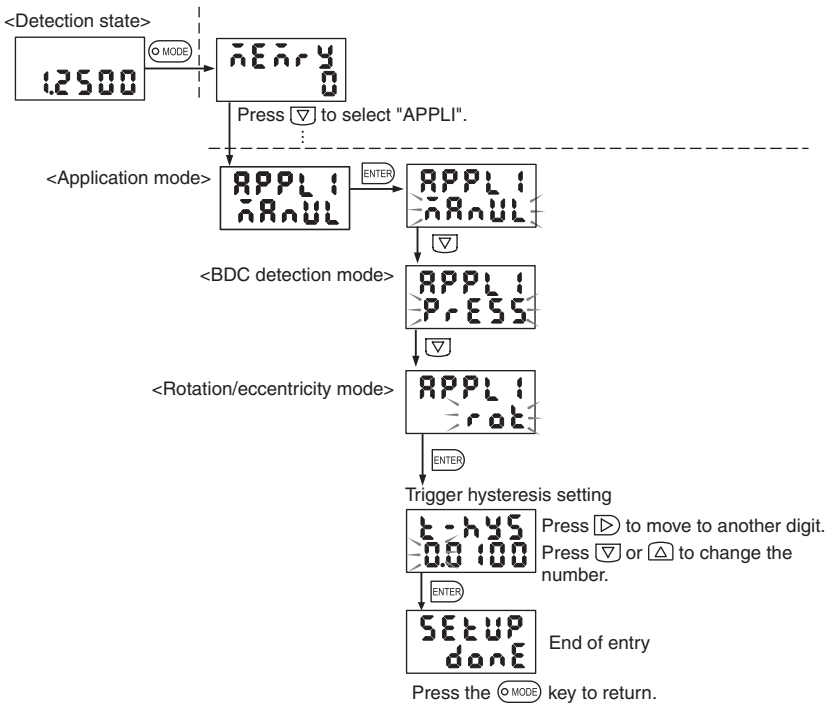 <Detection state>
1.2500
MODE
mEmrY
0
Press ▽ to select "APPLI".
<Application mode>
APPLI
mAnUL
ENTER
APPLI
mAnUL
▽
<BDC detection mode>
APPLI
PrESS
▽
<Rotation/eccentricity mode>
APPLI
rot
ENTER
Trigger hysteresis setting
t-hYS
0.0100
Press ▷ to move to another digit.
Press ▽ or △ to change the
number.
ENTER
SEtUP
donE
End of entry
Press the MODE key to return.